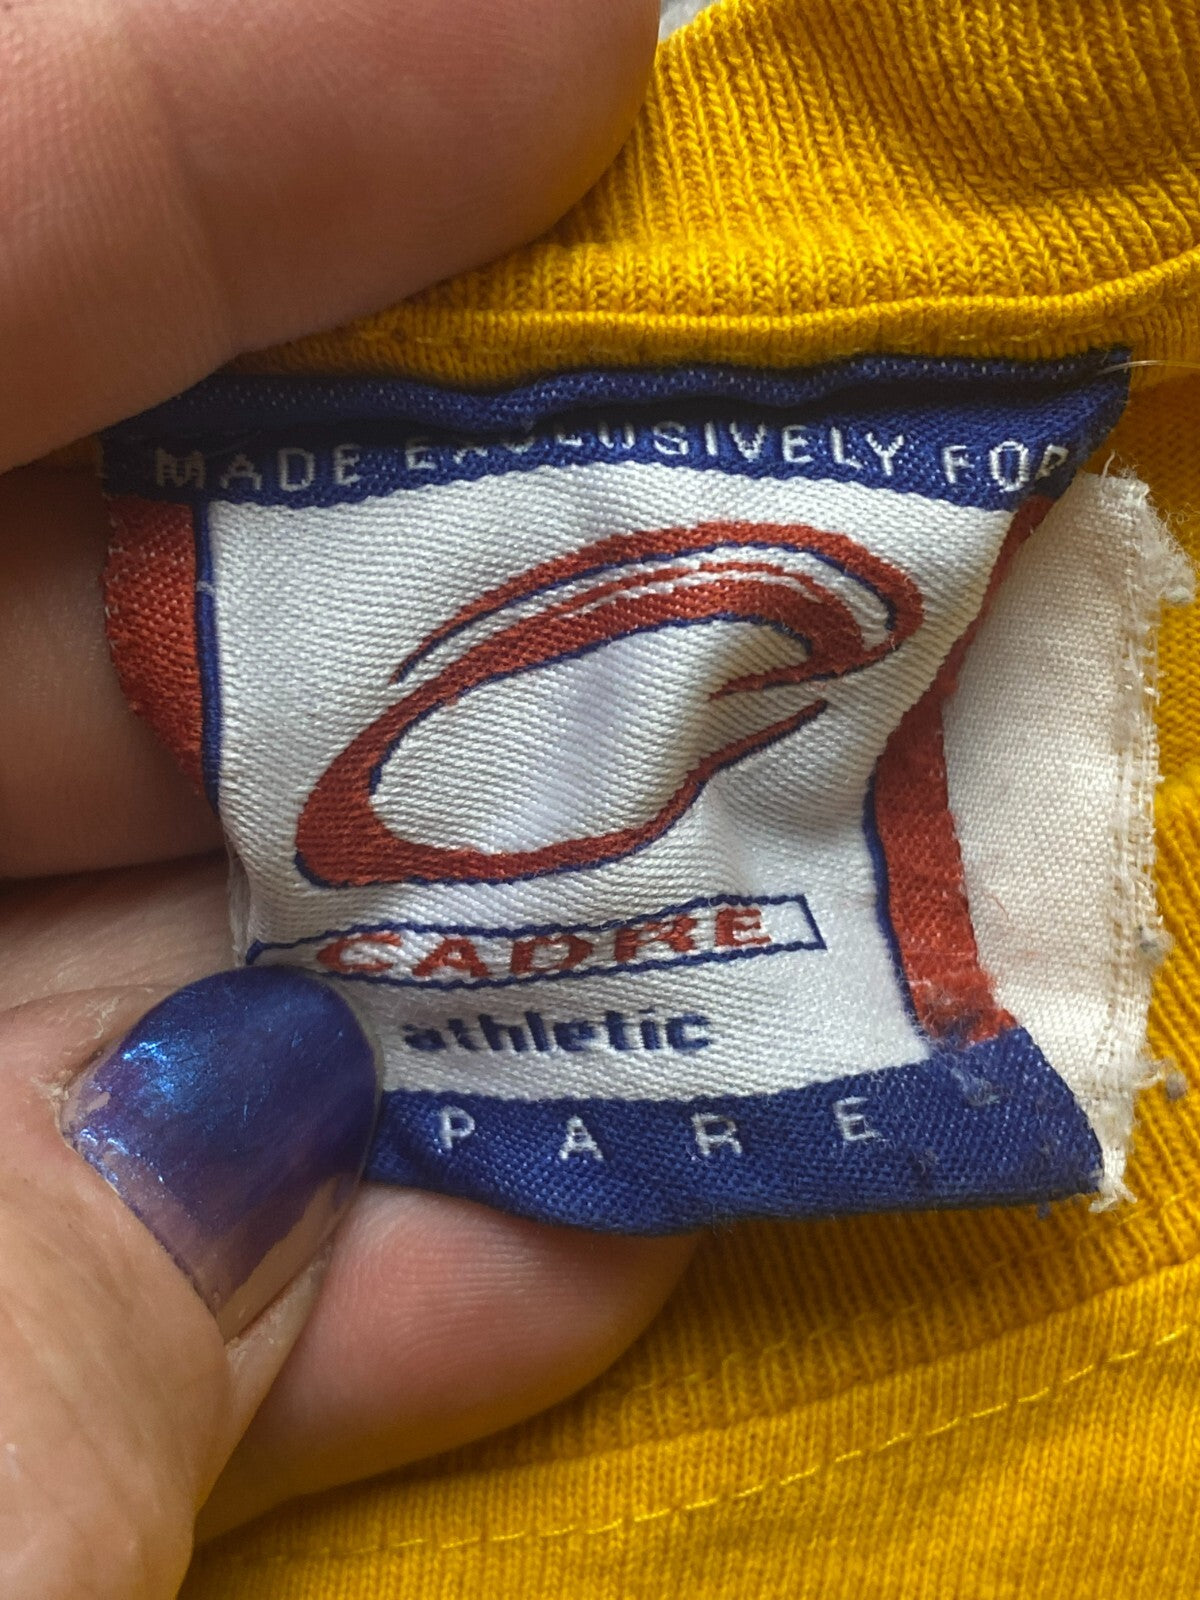 MADE EXCLUSIVELY FOR
CADRE
athletic
PARE